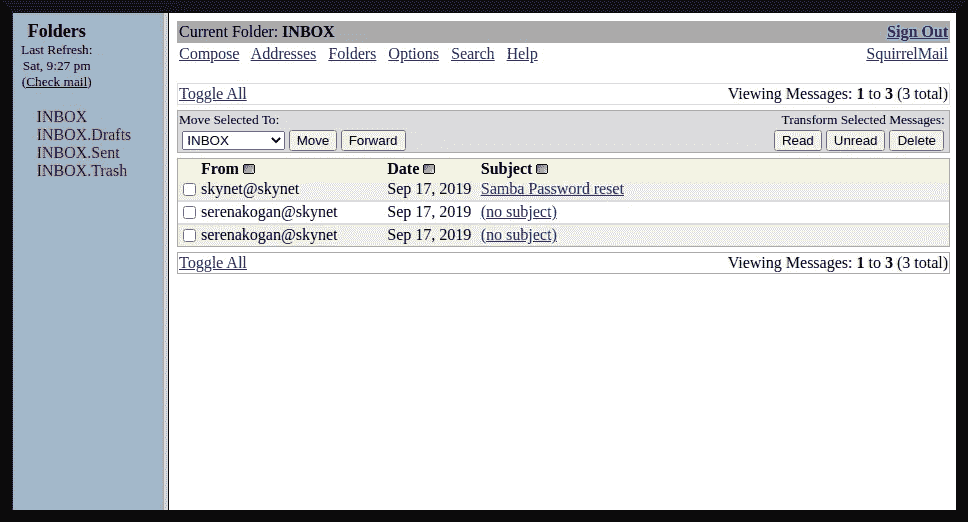 Folders
Last Refresh:
Sat, 9:27 pm
(Check mail)
INBOX
INBOX.Drafts
INBOX.Sent
INBOX.Trash
Current Folder: INBOX Sign Out
Compose Addresses Folders Options Search Help SquirrelMail
Toggle All Viewing Messages: 1 to 3 (3 total)
Move Selected To: Transform Selected Messages:
INBOX Move Forward Read Unread Delete
From Date Subject
skynet@skynet Sep 17, 2019 Samba Password reset
serenakogan@skynet Sep 17, 2019 (no subject)
serenakogan@skynet Sep 17, 2019 (no subject)
Toggle All Viewing Messages: 1 to 3 (3 total)